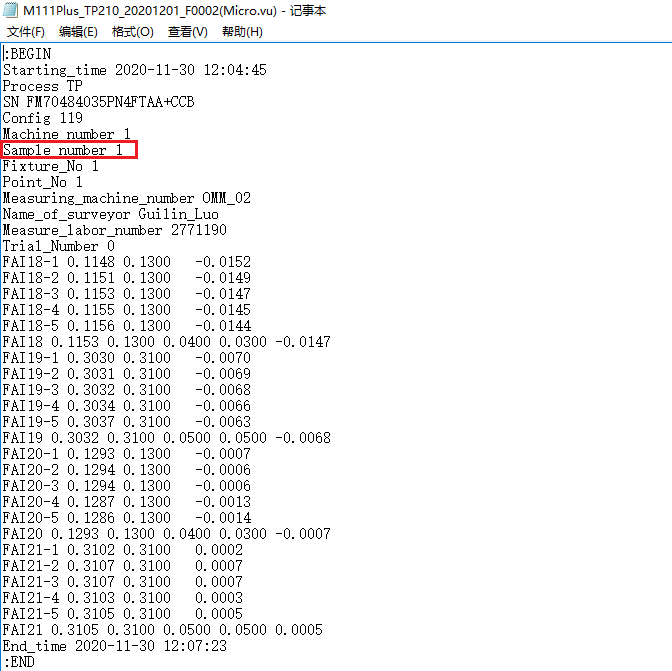 M111Plus_TP210_20201201_F0002(Micro.vu) - 记事本
文件(F) 编辑(E) 格式(O) 查看(V) 帮助(H)
:BEGIN
Starting_time 2020-11-30 12:04:45
Process TP
SN FM70484035PN4FTAA+CCB
Config 119
Machine number 1
Sample_number 1
Fixture_No 1
Point_No 1
Measuring_machine_number OMM_02
Name_of_surveyor Guilin_Luo
Measure_labor_number 2771190
Trial_Number 0
FAI18-1 0.1148 0.1300 -0.0152
FAI18-2 0.1151 0.1300 -0.0149
FAI18-3 0.1153 0.1300 -0.0147
FAI18-4 0.1155 0.1300 -0.0145
FAI18-5 0.1156 0.1300 -0.0144
FAI18 0.1153 0.1300 0.0400 0.0300 -0.0147
FAI19-1 0.3030 0.3100 -0.0070
FAI19-2 0.3031 0.3100 -0.0069
FAI19-3 0.3032 0.3100 -0.0068
FAI19-4 0.3034 0.3100 -0.0066
FAI19-5 0.3037 0.3100 -0.0063
FAI19 0.3032 0.3100 0.0500 0.0500 -0.0068
FAI20-1 0.1293 0.1300 -0.0007
FAI20-2 0.1294 0.1300 -0.0006
FAI20-3 0.1294 0.1300 -0.0006
FAI20-4 0.1287 0.1300 -0.0013
FAI20-5 0.1286 0.1300 -0.0014
FAI20 0.1293 0.1300 0.0400 0.0300 -0.0007
FAI21-1 0.3102 0.3100 0.0002
FAI21-2 0.3107 0.3100 0.0007
FAI21-3 0.3107 0.3100 0.0007
FAI21-4 0.3103 0.3100 0.0003
FAI21-5 0.3105 0.3100 0.0005
FAI21 0.3105 0.3100 0.0500 0.0500 0.0005
End_time 2020-11-30 12:07:23
:END